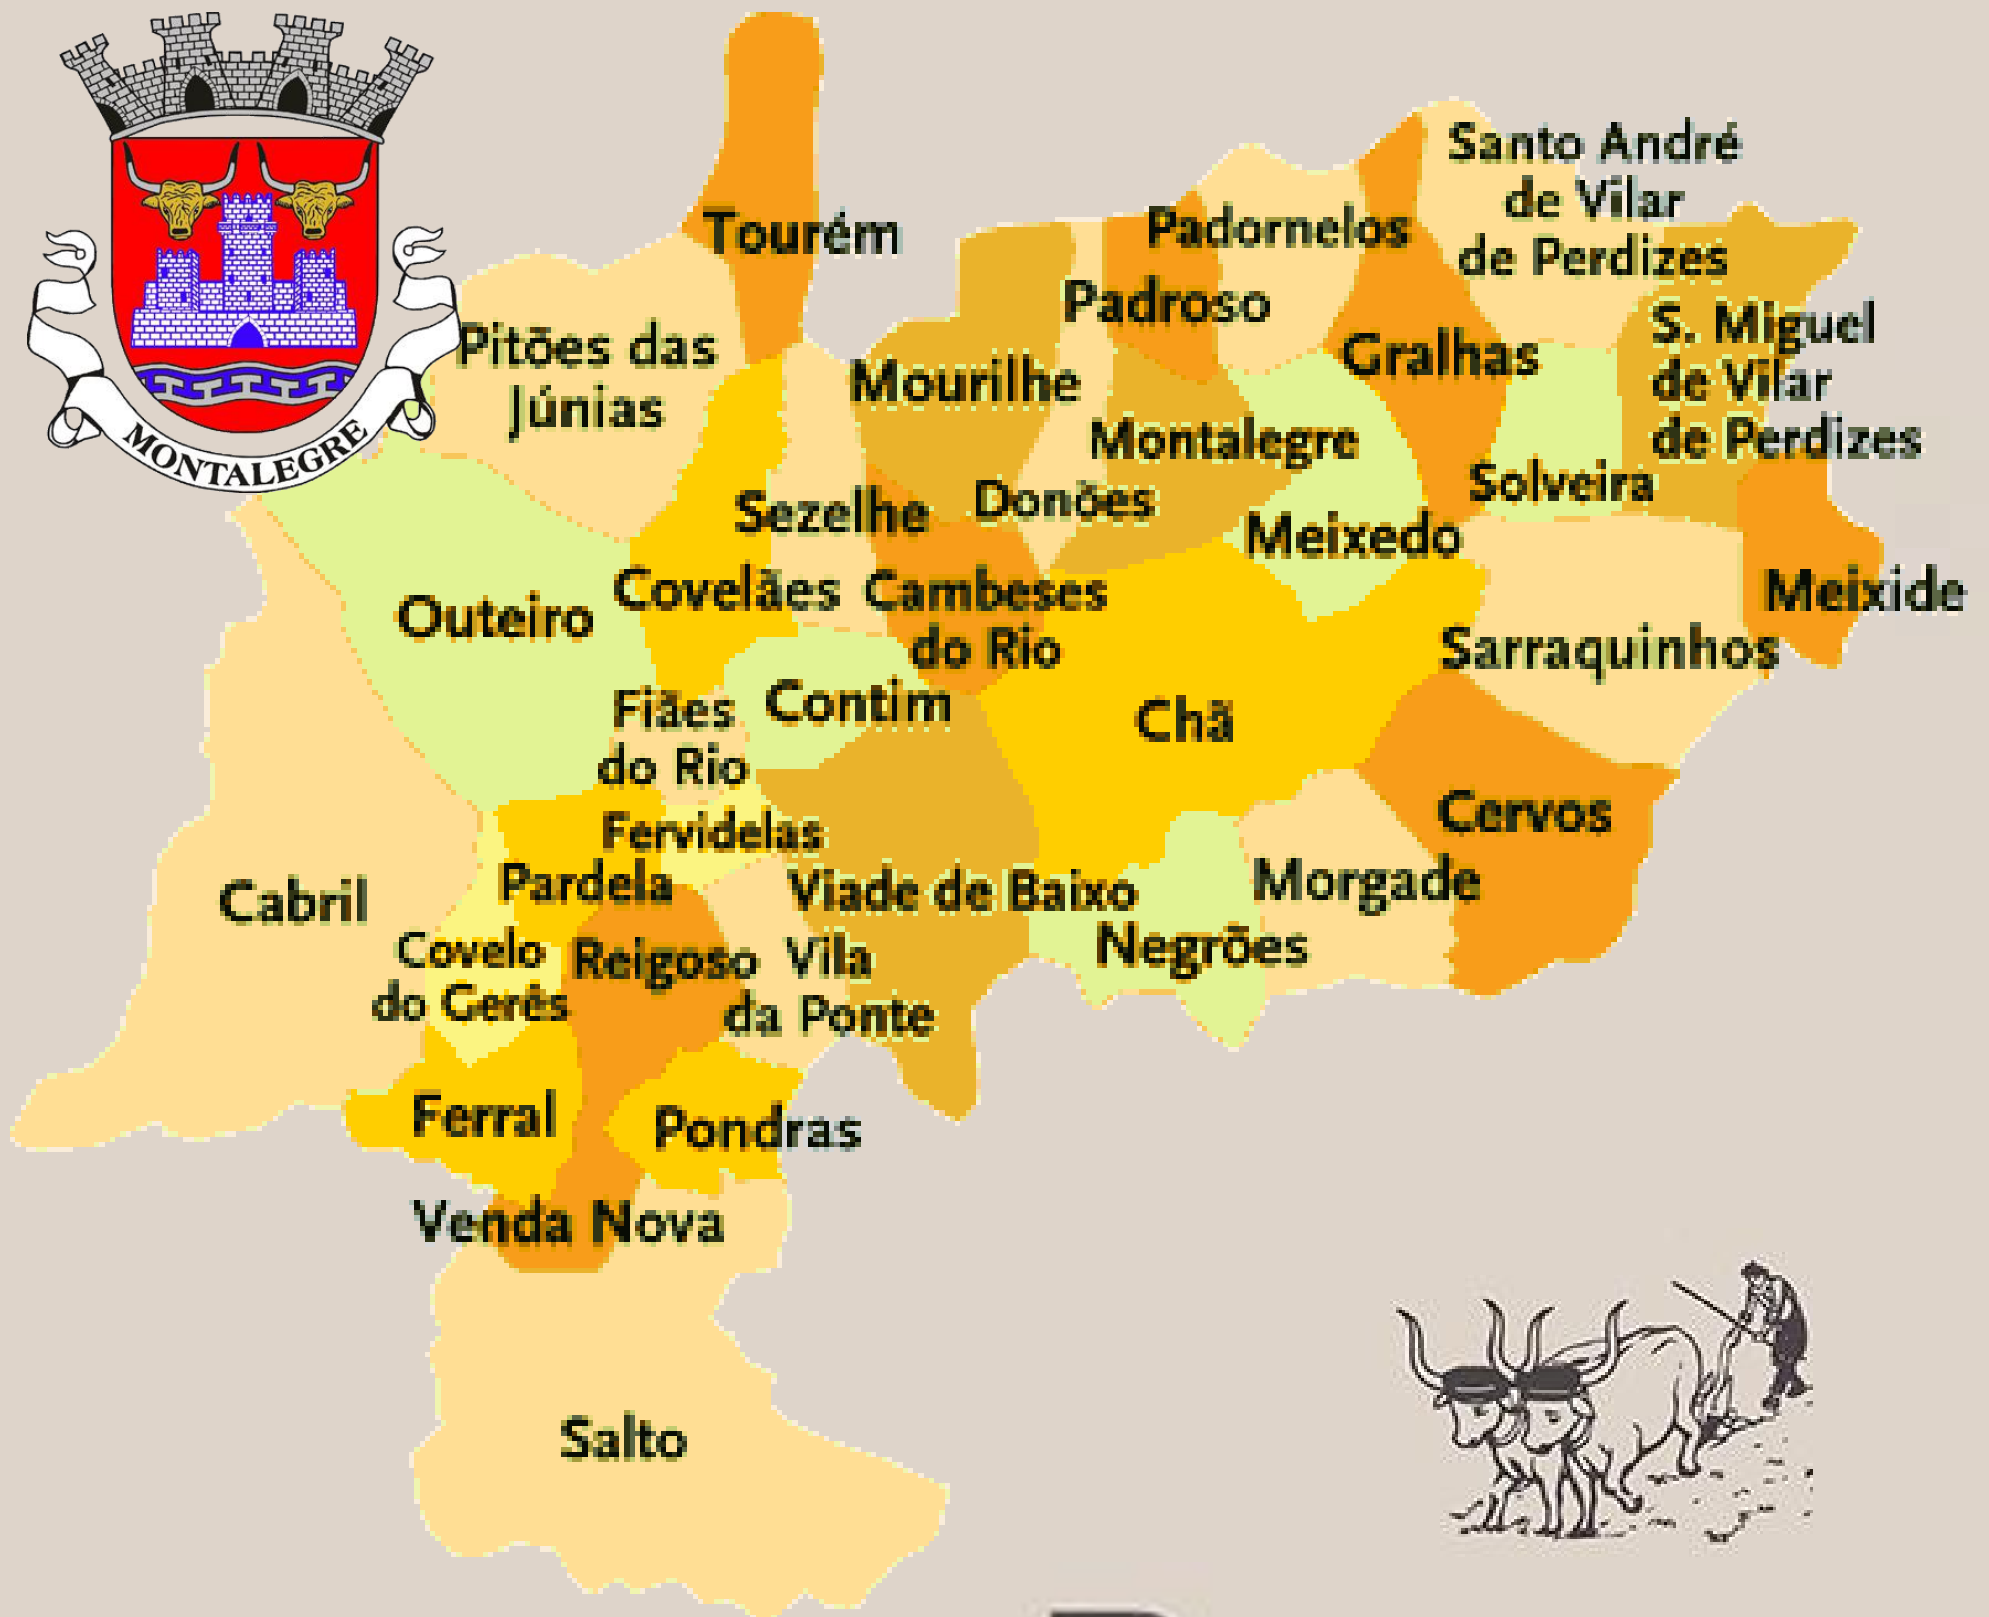 MONTALEGRE
Tourém
Santo André
de Vilar
de Perdizes
Padornelos
Padroso
Pitões das
Júnias
Mourilhe
Gralhas
S. Miguel
de Vilar
de Perdizes
Montalegre
Sezelhe
Donões
Solveira
Meixedo
Outeiro
Covelães
Cambeses
do Rio
Meixide
Sarraquinhos
Fiães
do Rio
Contim
Chã
Cervos
Fervidelas
Pardela
Cabril
Viade de Baixo
Morgade
Covelo
do Gerês
Reigoso
Vila
da Ponte
Negrões
Ferral
Pondras
Venda Nova
Salto